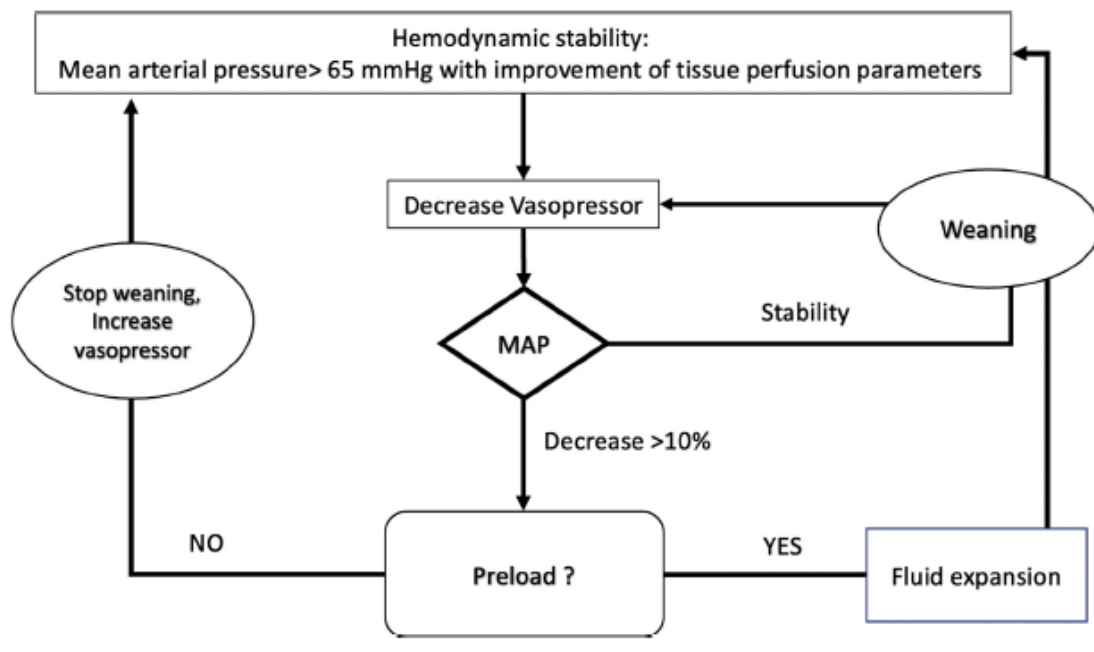 Hemodynamic stability:
Mean arterial pressure> 65 mmHg with improvement of tissue perfusion parameters
Decrease Vasopressor
Weaning
Stop weaning,
Increase
vasopressor
Stability
MAP
Decrease >10%
NO
YES
Preload ?
Fluid expansion